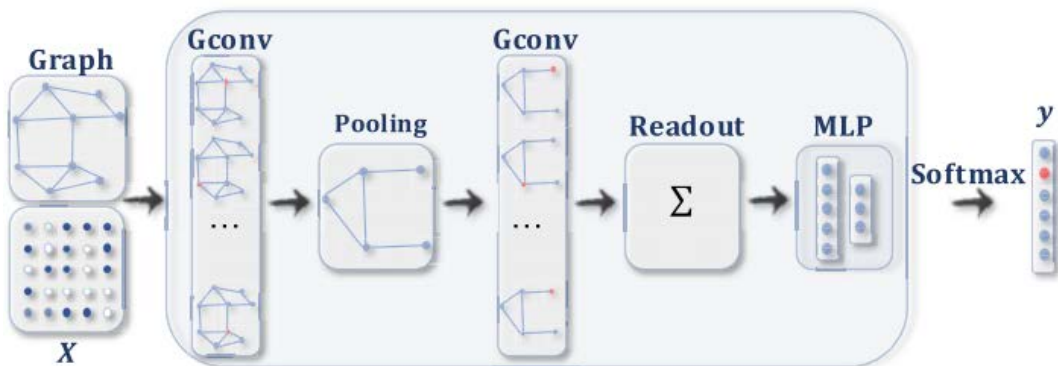 Graph
X
Gconv
...
Pooling
Gconv
...
Readout
Σ
MLP
Softmax
y